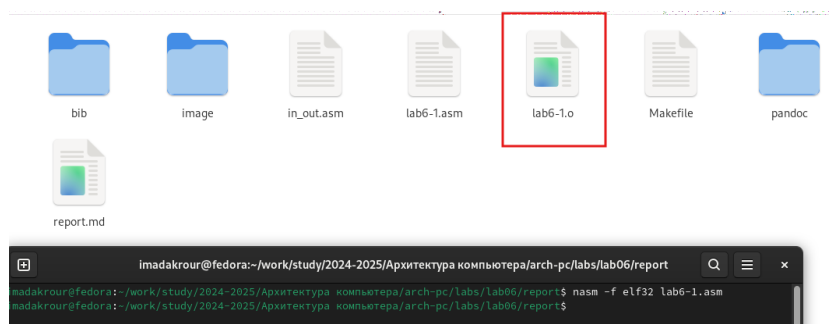 bib image in_out.asm lab6-1.asm lab6-1.o Makefile pandoc
report.md
imadakrour@fedora:~/work/study/2024-2025/Архитектура компьютера/arch-pc/labs/lab06/report
imadakrour@fedora:~/work/study/2024-2025/Архитектура компьютера/arch-pc/labs/lab06/report$ nasm -f elf32 lab6-1.asm
imadakrour@fedora:~/work/study/2024-2025/Архитектура компьютера/arch-pc/labs/lab06/report$